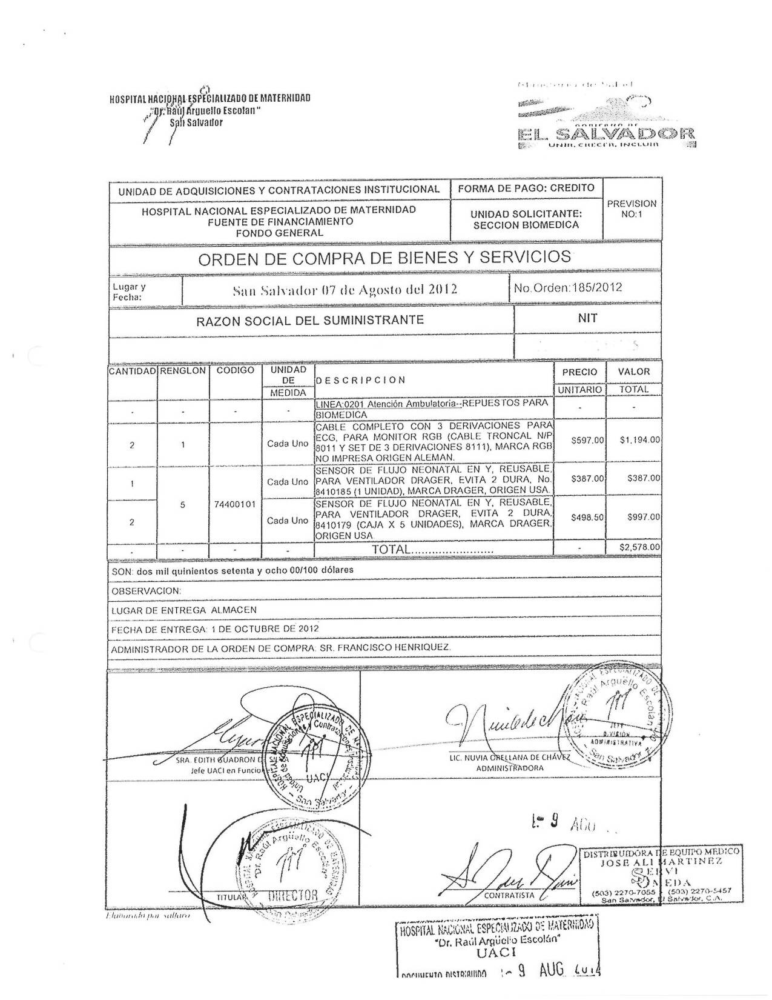 Ministerio de Salud
HOSPITAL NACIONAL ESPECIALIZADO DE MATERNIDAD
"Dr. Raúl Arguello Escolan"
San Salvador
GOBIERNO DE
EL SALVADOR
UNIR, CRECER, INCLUIR
UNIDAD DE ADQUISICIONES Y CONTRATACIONES INSTITUCIONAL
FORMA DE PAGO: CREDITO
PREVISION
NO:1
HOSPITAL NACIONAL ESPECIALIZADO DE MATERNIDAD
FUENTE DE FINANCIAMIENTO
FONDO GENERAL
UNIDAD SOLICITANTE:
SECCION BIOMEDICA
ORDEN DE COMPRA DE BIENES Y SERVICIOS
Lugar y
Fecha:
San Salvador 07 de Agosto del 2012
No.Orden:185/2012
RAZON SOCIAL DEL SUMINISTRANTE
NIT
CANTIDAD RENGLON CODIGO UNIDAD DE MEDIDA DESCRIPCION PRECIO UNITARIO VALOR TOTAL
- - - - LINEA:0201 Atención Ambulatoria--REPUESTOS PARA - -
BIOMEDICA
CABLE COMPLETO CON 3 DERIVACIONES PARA
ECG, PARA MONITOR RGB (CABLE TRONCAL N/P
2 1 Cada Uno 8011 Y SET DE 3 DERIVACIONES 8111), MARCA RGB $597.00 $1,194.00
NO IMPRESA ORIGEN ALEMAN.
SENSOR DE FLUJO NEONATAL EN Y, REUSABLE,
1 Cada Uno PARA VENTILADOR DRAGER, EVITA 2 DURA, No. $387.00 $387.00
8410185 (1 UNIDAD), MARCA DRAGER, ORIGEN USA.
5 74400101
SENSOR DE FLUJO NEONATAL EN Y, REUSABLE,
PARA VENTILADOR DRAGER, EVITA 2 DURA,
2 Cada Uno 8410179 (CAJA X 5 UNIDADES), MARCA DRAGER, $498.50 $997.00
ORIGEN USA.
- - - - TOTAL........................ - $2,578.00
SON: dos mil quinientos setenta y ocho 00/100 dólares
OBSERVACION:
LUGAR DE ENTREGA ALMACEN
FECHA DE ENTREGA: 1 DE OCTUBRE DE 2012
ADMINISTRADOR DE LA ORDEN DE COMPRA: SR. FRANCISCO HENRIQUEZ.
HOSPITAL NACIONAL ESPECIALIZADO DE MATERNIDAD
Unidad de Adquisiciones y Contrataciones Institucional
UACI
San Salvador
SRA. EDITH GUADRON DE SILVA
Jefe UACI en Funcio
Raúl Argüello Escolán
JEFE
DIVISION
ADMINISTRATIVA
San Salvador
LIC. NUVIA ORELLANA DE CHÁVEZ
ADMINISTRADORA
HOSPITAL NACIONAL ESPECIALIZADO DE MATERNIDAD
"Dr. Raúl Argüello Escolán"
DIRECTOR
TITULAR
- 9 AGO
CONTRATISTA
DISTRIBUIDORA DE EQUIPO MEDICO
JOSE ALI MARTINEZ
SERVI
MEDA
(503) 2270-7055 (503) 2270-5457
San Salvador, El Salvador, C.A.
Elaborado por
HOSPITAL NACIONAL ESPECIALIZADO DE MATERNIDAD
"Dr. Raúl Argüello Escolán"
UACI
DOCUMENTO DISTRIBUIDO - 9 AUG 2012